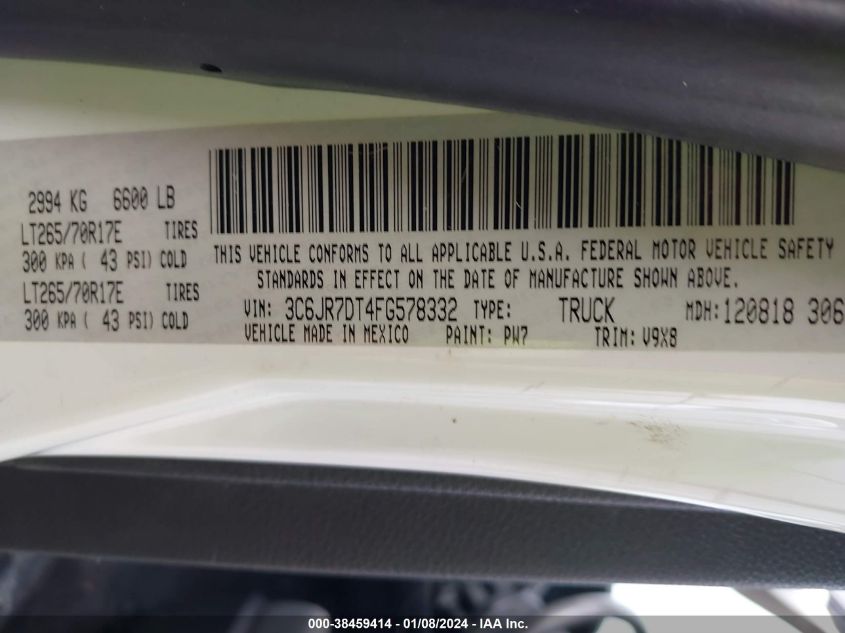 2994 KG 6600 LB
LT265/70R17E TIRES
300 KPA ( 43 PSI) COLD
LT265/70R17E TIRES
300 KPA ( 43 PSI) COLD
THIS VEHICLE CONFORMS TO ALL APPLICABLE U.S.A. FEDERAL MOTOR VEHICLE SAFETY
STANDARDS IN EFFECT ON THE DATE OF MANUFACTURE SHOWN ABOVE.
VIN: 3C6JR7DT4FG578332 TYPE: TRUCK MDH: 120818 306
VEHICLE MADE IN MEXICO PAINT: PW7 TRIM: V9X8
000-38459414 - 01/08/2024 - IAA Inc.